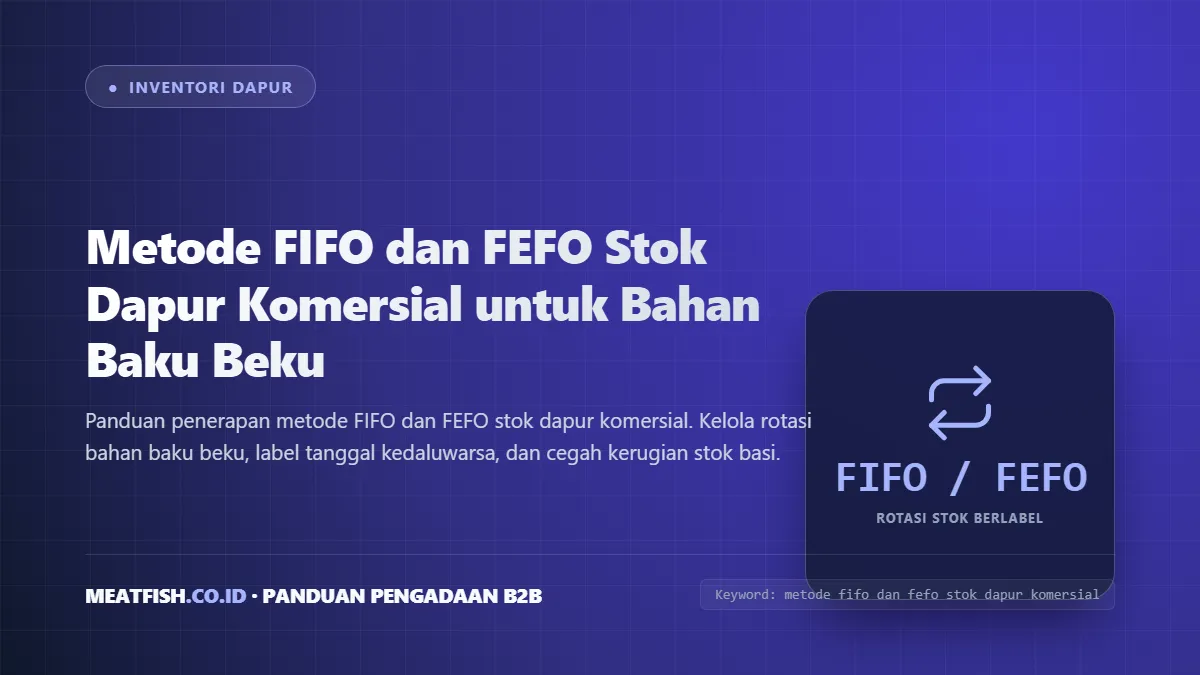 INVENTORI DAPUR
Metode FIFO dan FEFO Stok
Dapur Komersial untuk Bahan
Baku Beku
Panduan penerapan metode FIFO dan FEFO stok dapur komersial. Kelola rotasi
bahan baku beku, label tanggal kedaluwarsa, dan cegah kerugian stok basi.
FIFO / FEFO
ROTASI STOK BERLABEL
MEATFISH.CO.ID · PANDUAN PENGADAAN B2B
Keyword: metode fifo dan fefo stok dapur komersial